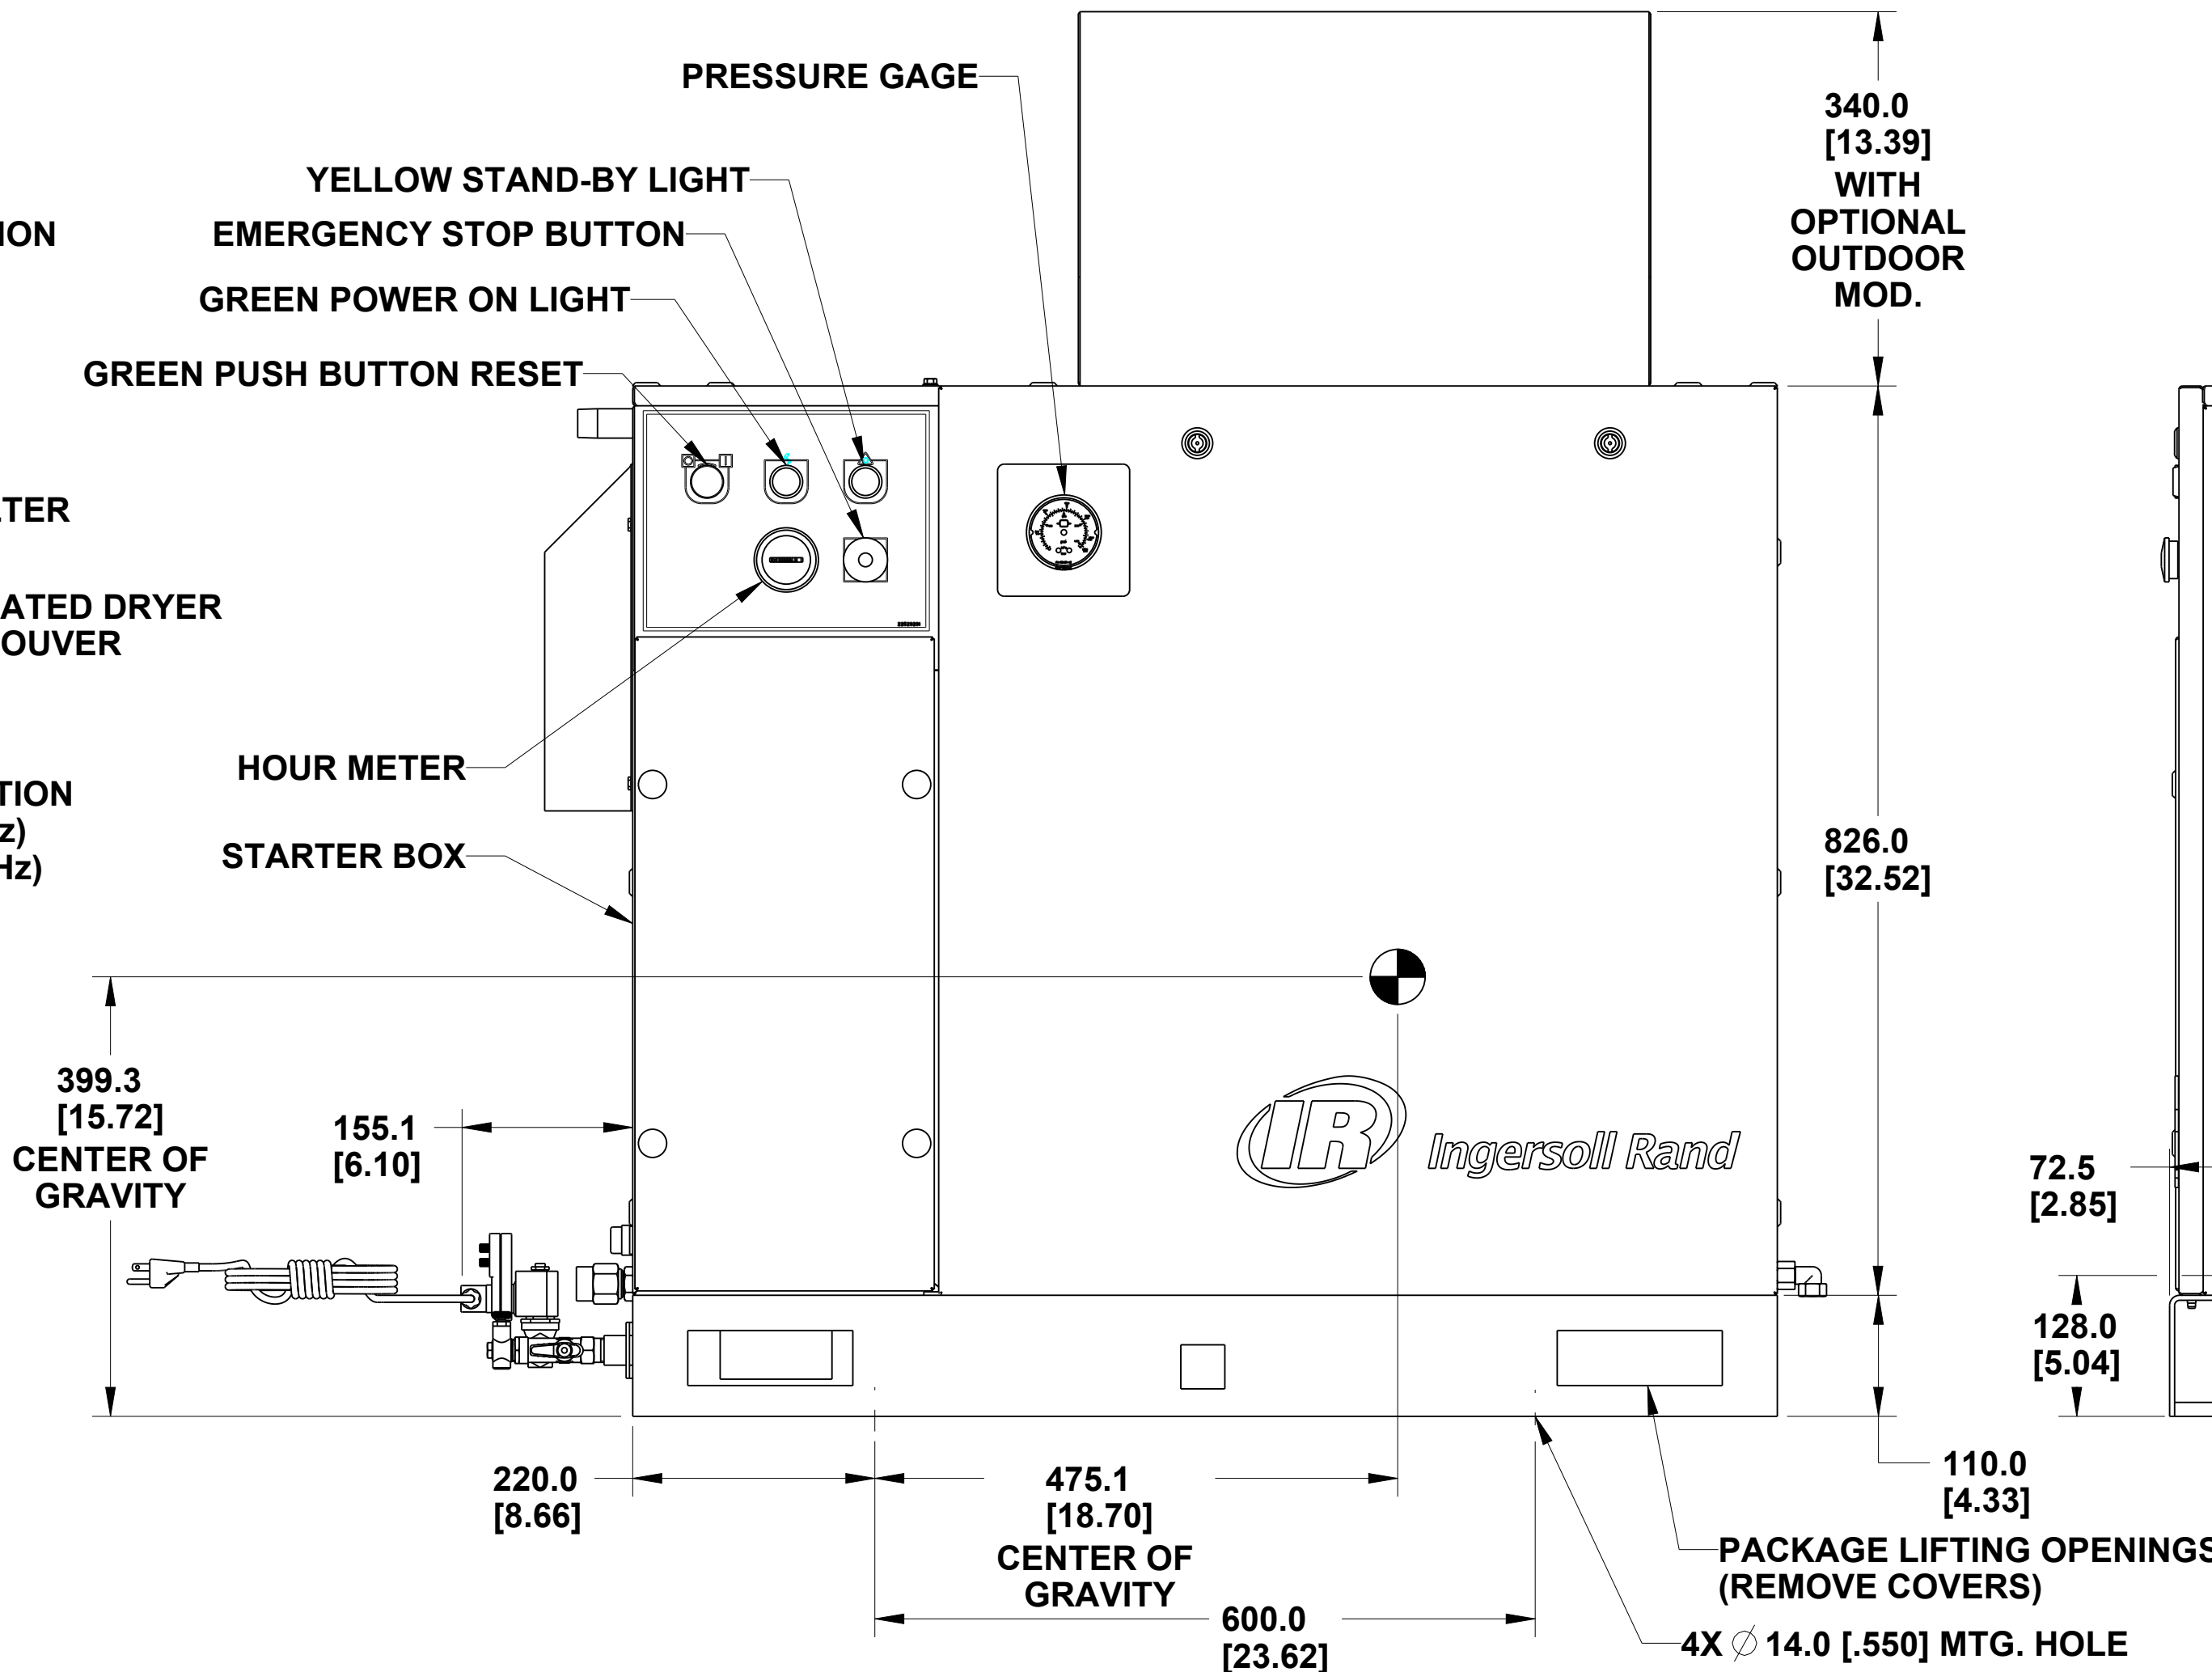 PRESSURE GAGE
340.0
[13.39]
WITH
OPTIONAL
OUTDOOR
MOD.
YELLOW STAND-BY LIGHT
ION
EMERGENCY STOP BUTTON
GREEN POWER ON LIGHT
GREEN PUSH BUTTON RESET
TER
ATED DRYER
OUVER
HOUR METER
TION
z)
Hz)
STARTER BOX
826.0
[32.52]
399.3
[15.72]
CENTER OF
GRAVITY
155.1
[6.10]
IR Ingersoll Rand
72.5
[2.85]
128.0
[5.04]
220.0
[8.66]
475.1
[18.70]
CENTER OF
GRAVITY
110.0
[4.33]
PACKAGE LIFTING OPENINGS
(REMOVE COVERS)
600.0
[23.62]
4X ∅ 14.0 [.550] MTG. HOLE